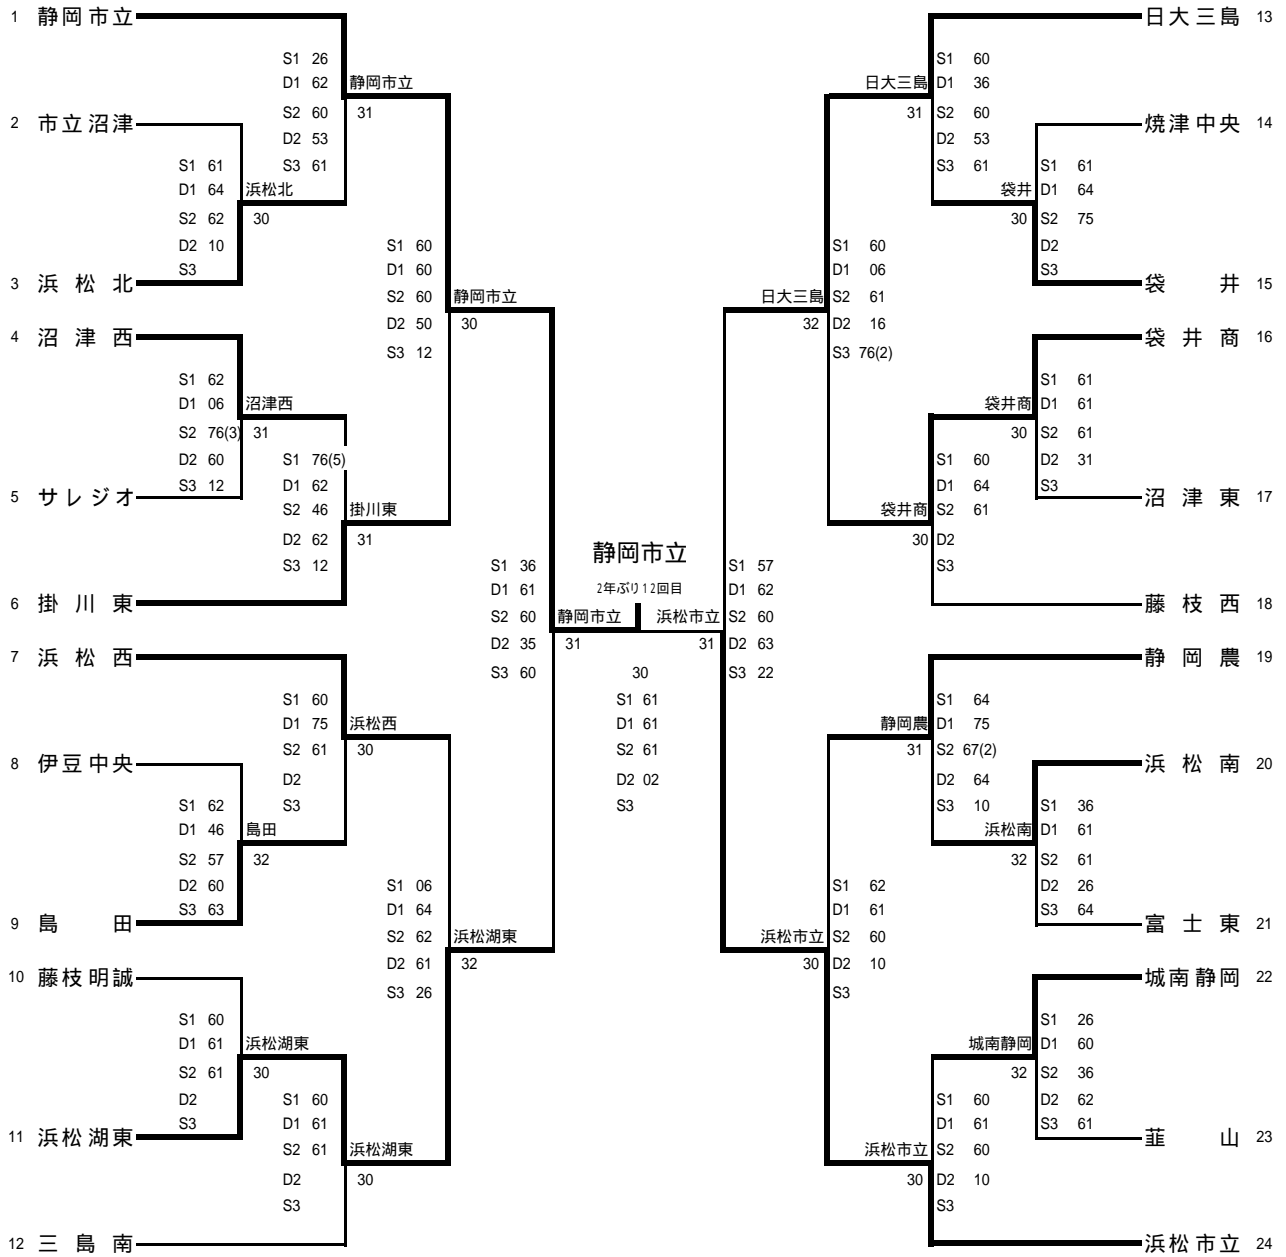 1 静岡市立
S1 26
D1 62
静岡市立
S2 60
31
D2 53
S3 61
2 市立沼津
S1 61
D1 64
浜松北
S2 62
30
D2 10
S3
3 浜松北
4 沼津西
S1 62
D1 06
沼津西
S2 76(3)
31
D2 60
S3 12
5 サレジオ
S1 76(5)
D1 62
S2 46
掛川東
D2 62
31
S3 12
6 掛川東
S1 60
D1 60
S2 60
静岡市立
D2 50
30
S3 12
7 浜松西
S1 60
D1 75
浜松西
S2 61
30
D2
S3
8 伊豆中央
S1 62
D1 46
島田
S2 57
32
D2 60
S3 63
9 島田
10 藤枝明誠
S1 60
D1 61
浜松湖東
S2 61
30
D2
S3
11 浜松湖東
S1 60
D1 61
S2 61
浜松湖東
D2
30
S3
12 三島南
S1 06
D1 64
S2 62
浜松湖東
D2 61
32
S3 26
S1 36
D1 61
S2 60
静岡市立
D2 35
31
S3 60
静岡市立
2年ぶり12回目
30
S1 61
D1 61
S2 61
D2 02
S3
浜松市立
31
S1 57
D1 62
S2 60
D2 63
S3 22
日大三島 13
日大三島
31
S1 60
D1 36
S2 60
D2 53
S3 61
焼津中央 14
袋井
30
S1 61
D1 64
S2 75
D2
S3
袋井 15
日大三島
32
S1 60
D1 06
S2 61
D2 16
S3 76(2)
袋井商 16
袋井商
30
S1 61
D1 61
S2 61
D2 31
S3
沼津東 17
袋井商
30
S1 60
D1 64
S2 61
D2
S3
藤枝西 18
静岡農 19
静岡農
31
S1 64
D1 75
S2 67(2)
D2 64
S3 10
浜松南 20
浜松南
32
S1 36
D1 61
S2 61
D2 26
S3 64
富士東 21
浜松市立
30
S1 62
D1 61
S2 60
D2 10
S3
城南静岡 22
城南静岡
32
S1 26
D1 60
S2 36
D2 62
S3 61
韮山 23
浜松市立
30
S1 60
D1 61
S2 60
D2 10
S3
浜松市立 24